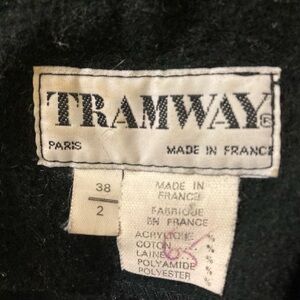 TRAMWAY®
PARIS MADE IN FRANCE
38
2
MADE IN
FRANCE
FABRIQUE
EN FRANCE
ACRYLIQUE
COTON
LAINE
POLYAMIDE
POLYESTER